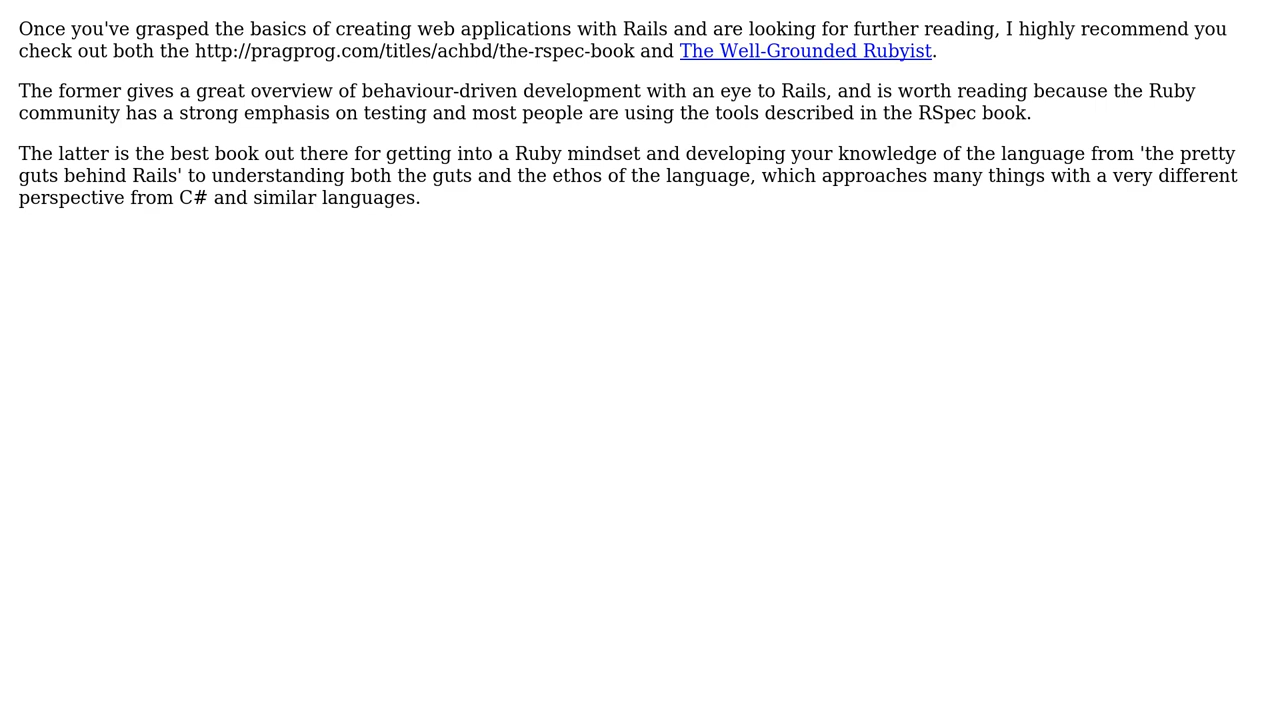 Once you've grasped the basics of creating web applications with Rails and are looking for further reading, I highly recommend you
check out both the http://pragprog.com/titles/achbd/the-rspec-book and The Well-Grounded Rubyist.
The former gives a great overview of behaviour-driven development with an eye to Rails, and is worth reading because the Ruby
community has a strong emphasis on testing and most people are using the tools described in the RSpec book.
The latter is the best book out there for getting into a Ruby mindset and developing your knowledge of the language from 'the pretty
guts behind Rails' to understanding both the guts and the ethos of the language, which approaches many things with a very different
perspective from C# and similar languages.